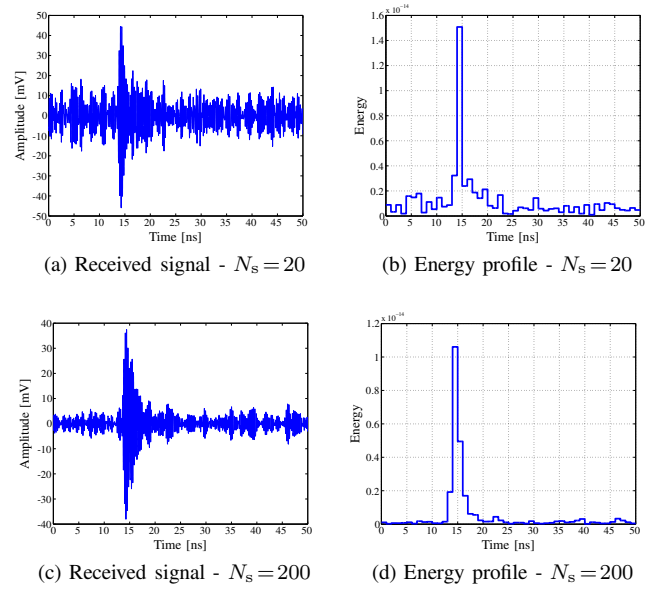 50
40
30
20
10
0
-10
-20
-30
-40
-50
Amplitude [mV]
0 5 10 15 20 25 30 35 40 45 50
Time [ns]
(a) Received signal - Nₛ = 20
x 10⁻¹⁴
1.6
1.4
1.2
1
0.8
0.6
0.4
0.2
0
Energy
0 5 10 15 20 25 30 35 40 45 50
Time [ns]
(b) Energy profile - Nₛ = 20
40
30
20
10
0
-10
-20
-30
-40
Amplitude [mV]
0 5 10 15 20 25 30 35 40 45 50
Time [ns]
(c) Received signal - Nₛ = 200
x 10⁻¹⁴
1.2
1
0.8
0.6
0.4
0.2
0
Energy
0 5 10 15 20 25 30 35 40 45 50
Time [ns]
(d) Energy profile - Nₛ = 200